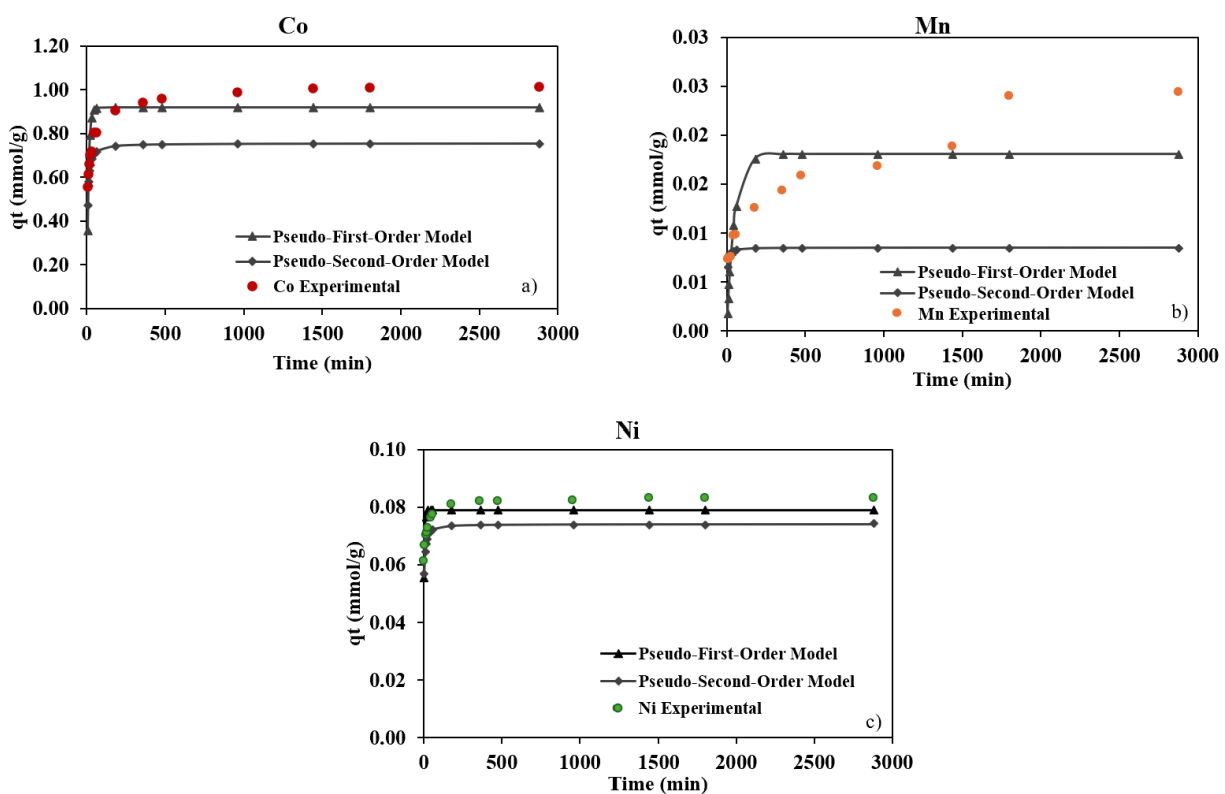 Co
1.20
1.00
0.80
0.60
0.40
0.20
0.00
qt (mmol/g)
Pseudo-First-Order Model
Pseudo-Second-Order Model
Co Experimental
a)
0 500 1000 1500 2000 2500 3000
Time (min)
Mn
0.03
0.03
0.02
0.02
0.01
0.01
0.00
qt (mmol/g)
Pseudo-First-Order Model
Pseudo-Second-Order Model
Mn Experimental
b)
0 500 1000 1500 2000 2500 3000
Time (min)
Ni
0.10
0.08
0.06
0.04
0.02
0.00
qt (mmol/g)
Pseudo-First-Order Model
Pseudo-Second-Order Model
Ni Experimental
c)
0 500 1000 1500 2000 2500 3000
Time (min)